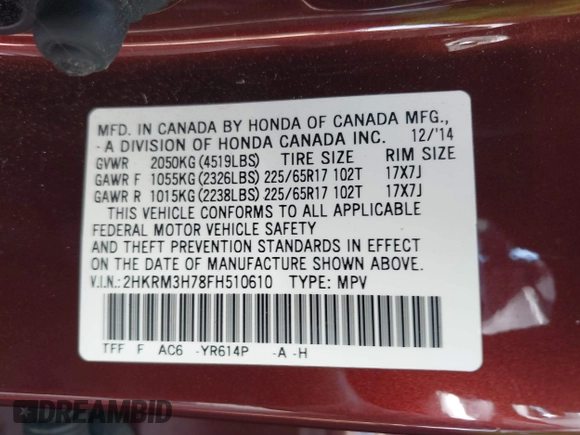 MFD. IN CANADA BY HONDA OF CANADA MFG.,
- A DIVISION OF HONDA CANADA INC. 12/'14
GVWR 2050KG (4519LBS) TIRE SIZE RIM SIZE
GAWR F 1055KG (2326LBS) 225/65R17 102T 17X7J
GAWR R 1015KG (2238LBS) 225/65R17 102T 17X7J
THIS VEHICLE CONFORMS TO ALL APPLICABLE
FEDERAL MOTOR VEHICLE SAFETY
AND THEFT PREVENTION STANDARDS IN EFFECT
ON THE DATE OF MANUFACTURE SHOWN ABOVE.
V.I.N.: 2HKRM3H78FH510610 TYPE: MPV
TFF F AC6 -YR614P -A -H
DREAMBID